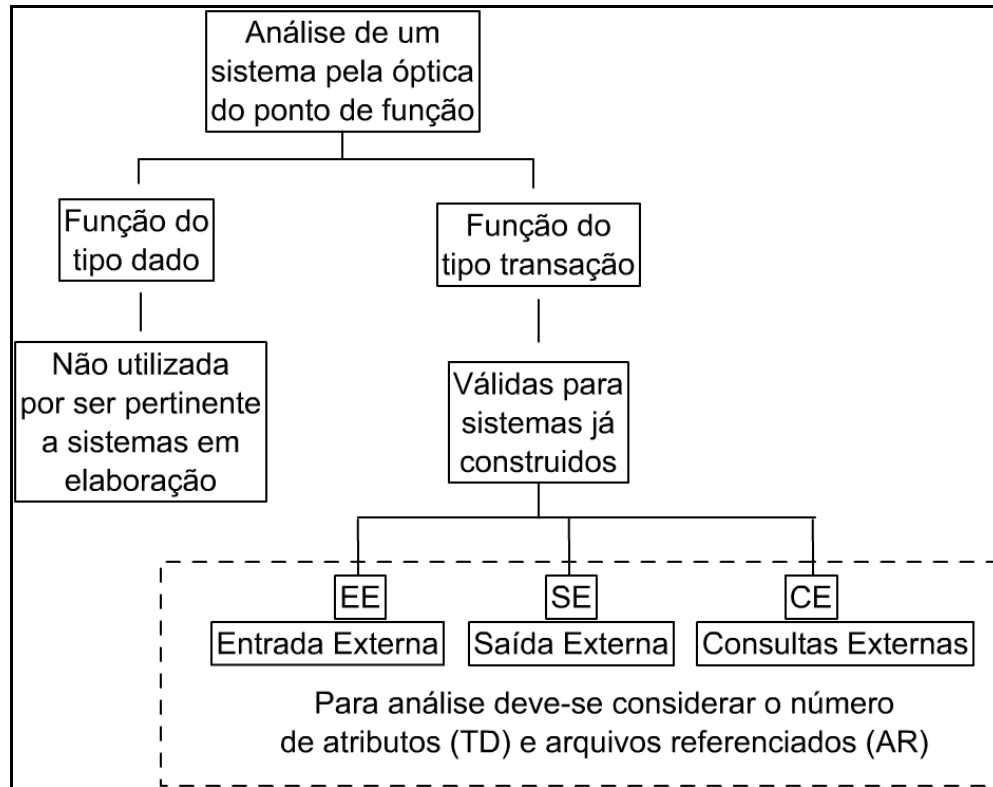 Análise de um
sistema pela óptica
do ponto de função
Função do
tipo dado
Função do
tipo transação
Não utilizada
por ser pertinente
a sistemas em
elaboração
Válidas para
sistemas já
construidos
EE
SE
CE
Entrada Externa
Saída Externa
Consultas Externas
Para análise deve-se considerar o número
de atributos (TD) e arquivos referenciados (AR)